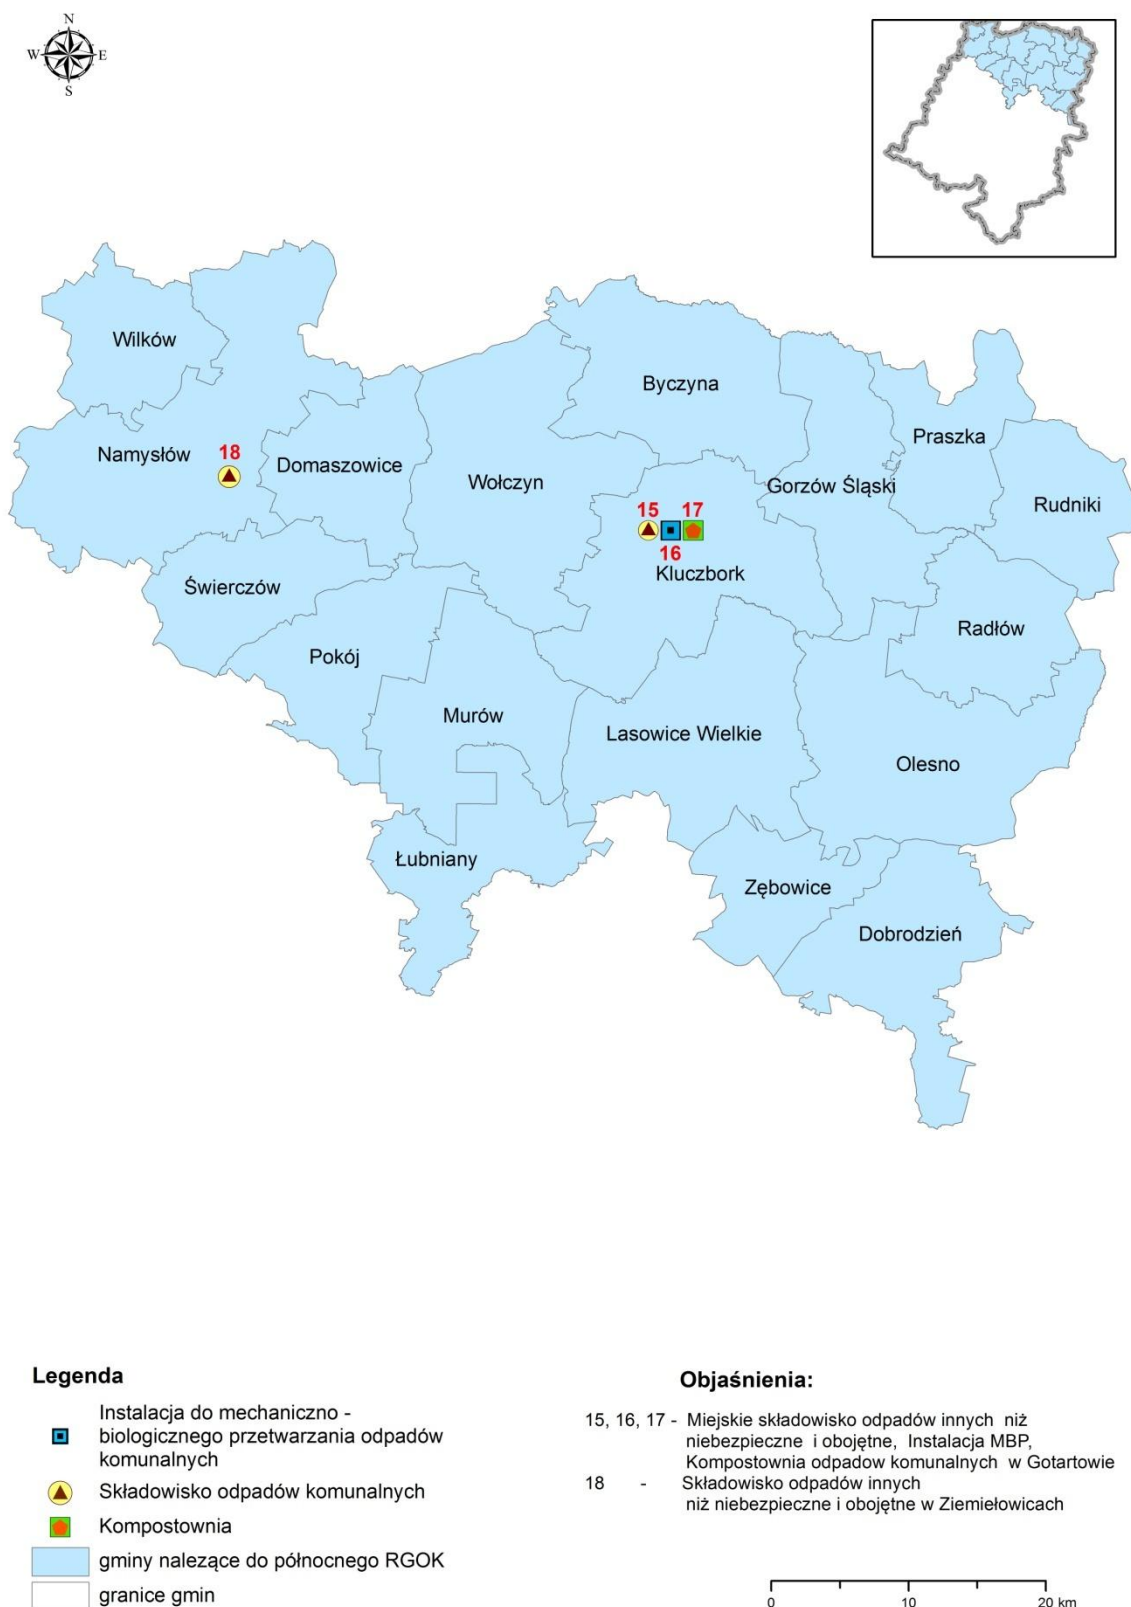 N
W E
S
Wilków
Byczyna
Praszka
Namysłów
18
Domaszowice
Wołczyn
Gorzów Śląski
Rudniki
15 17
16
Kluczbork
Świerczów
Radłów
Pokój
Murów
Lasowice Wielkie
Olesno
Łubniany
Zębowice
Dobrodzień
Legenda
Instalacja do mechaniczno -
biologicznego przetwarzania odpadów
komunalnych
Składowisko odpadów komunalnych
Kompostownia
gminy nalezące do północnego RGOK
granice gmin
Objaśnienia:
15, 16, 17 - Miejskie składowisko odpadów innych niż
niebezpieczne i obojętne, Instalacja MBP,
Kompostownia odpadow komunalnych w Gotartowie
18 - Składowisko odpadów innych
niż niebezpieczne i obojętne w Ziemiełowicach
0 10 20 km